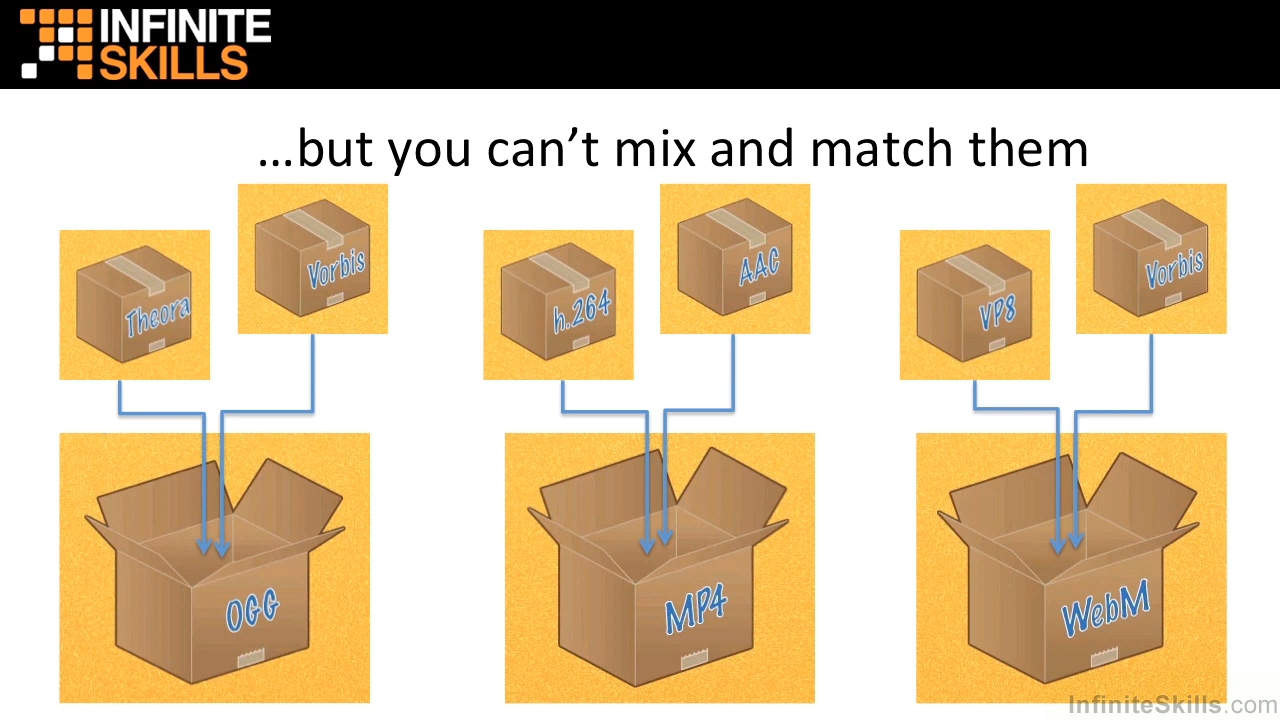 INFINITE
SKILLS
...but you can’t mix and match them
Theora
Vorbis
h.264
AAC
VP8
Vorbis
OGG
MP4
WebM
InfiniteSkills.com